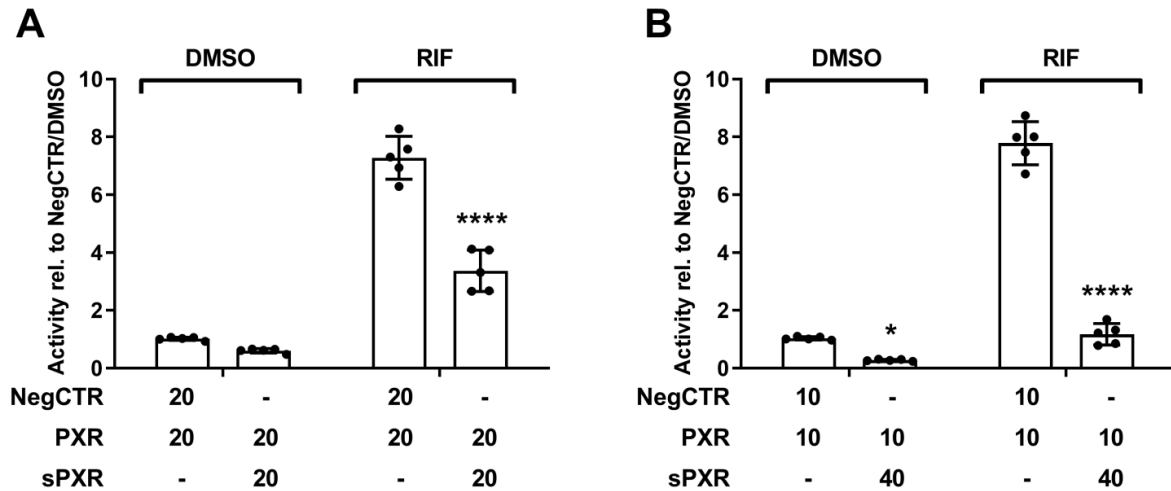 A
DMSO RIF
Activity rel. to NegCTR/DMSO
10
8
6
4
2
0
****
NegCTR 20 - 20 -
PXR 20 20 20 20
sPXR - 20 - 20
B
DMSO RIF
Activity rel. to NegCTR/DMSO
10
8
6
4
2
0
*
****
NegCTR 10 - 10 -
PXR 10 10 10 10
sPXR - 40 - 40